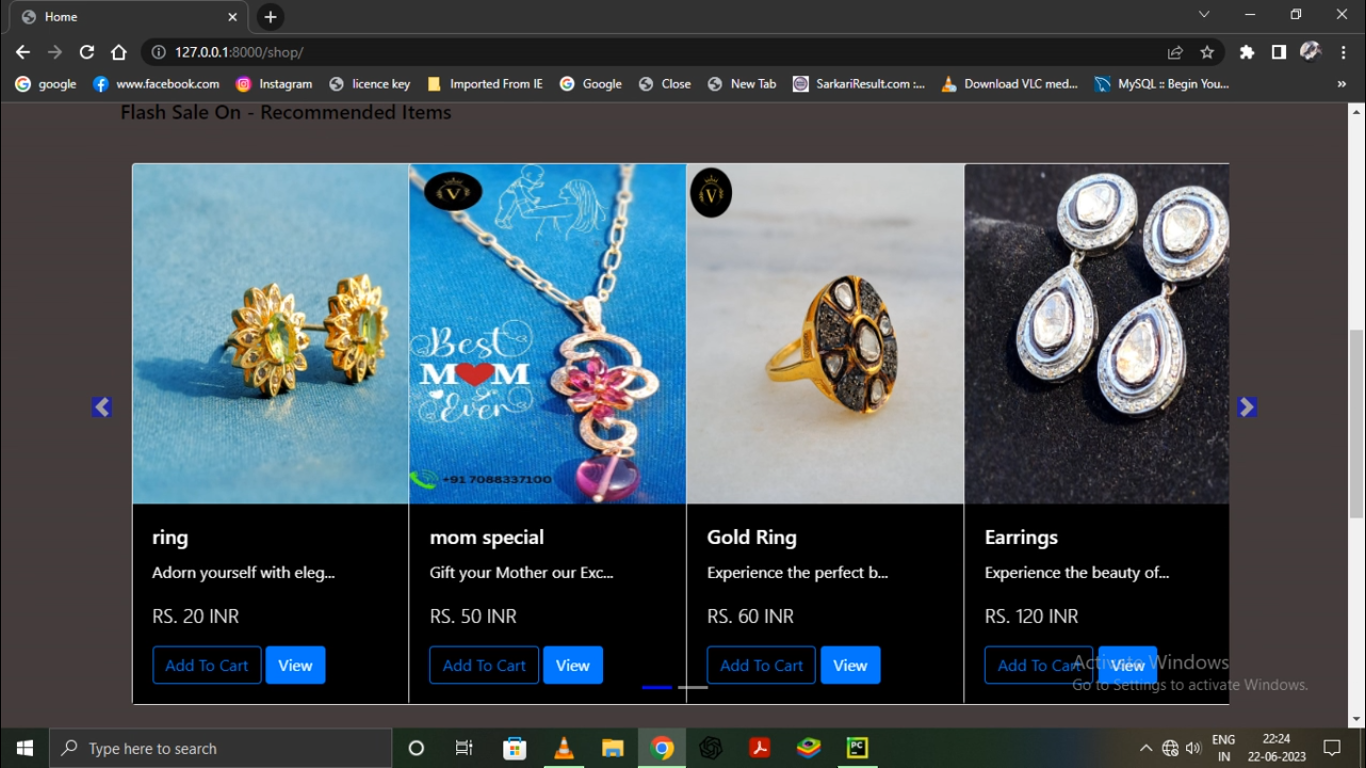 Home
127.0.0.1:8000/shop/
google
www.facebook.com
Instagram
licence key
Imported From IE
Google
Close
New Tab
SarkariResult.com :...
Download VLC med...
MySQL :: Begin You...
»
Flash Sale On - Recommended Items
V
Best
MOM
Ever
+91 7088337100
V
ring
mom special
Gold Ring
Earrings
Adorn yourself with eleg...
Gift your Mother our Exc...
Experience the perfect b...
Experience the beauty of...
RS. 20 INR
RS. 50 INR
RS. 60 INR
RS. 120 INR
Add To Cart View
Add To Cart View
Add To Cart View
Add To Cart View
Activate Windows
Go to Settings to activate Windows.
Type here to search
PC
ENG
IN
22:24
22-06-2023